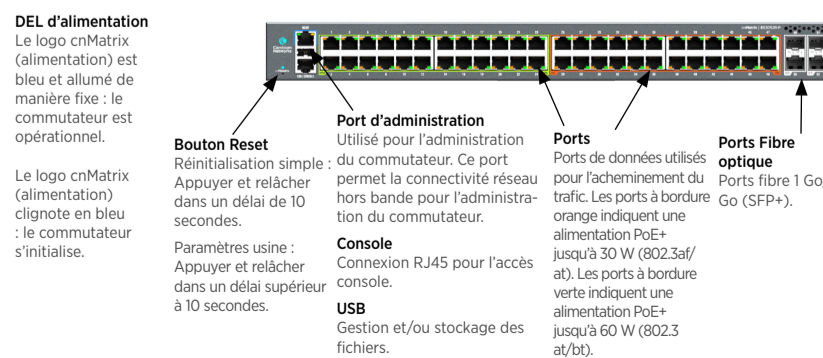 DEL d’alimentation
Le logo cnMatrix
(alimentation) est
bleu et allumé de
manière fixe : le
commutateur est
opérationnel.
Le logo cnMatrix
(alimentation)
clignote en bleu
: le commutateur
s’initialise.
Bouton Reset
Réinitialisation simple :
Appuyer et relâcher
dans un délai de 10
secondes.
Paramètres usine :
Appuyer et relâcher
dans un délai supérieur
à 10 secondes.
Port d’administration
Utilisé pour l’administration
du commutateur. Ce port
permet la connectivité réseau
hors bande pour l’administra-
tion du commutateur.
Console
Connexion RJ45 pour l’accès
console.
USB
Gestion et/ou stockage des
fichiers.
Ports
Ports de données utilisés
pour l’acheminement du
trafic. Les ports à bordure
orange indiquent une
alimentation PoE+
jusqu’à 30 W (802.3af/
at). Les ports à bordure
verte indiquent une
alimentation PoE+
jusqu’à 60 W (802.3
at/bt).
Ports Fibre
optique
Ports fibre 1 Go,
Go (SFP+).